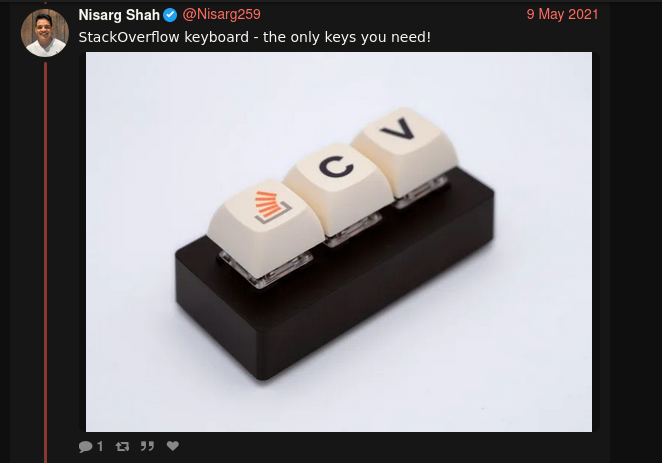 Nisarg Shah @Nisarg259 9 May 2021
StackOverflow keyboard - the only keys you need!
C
V
1